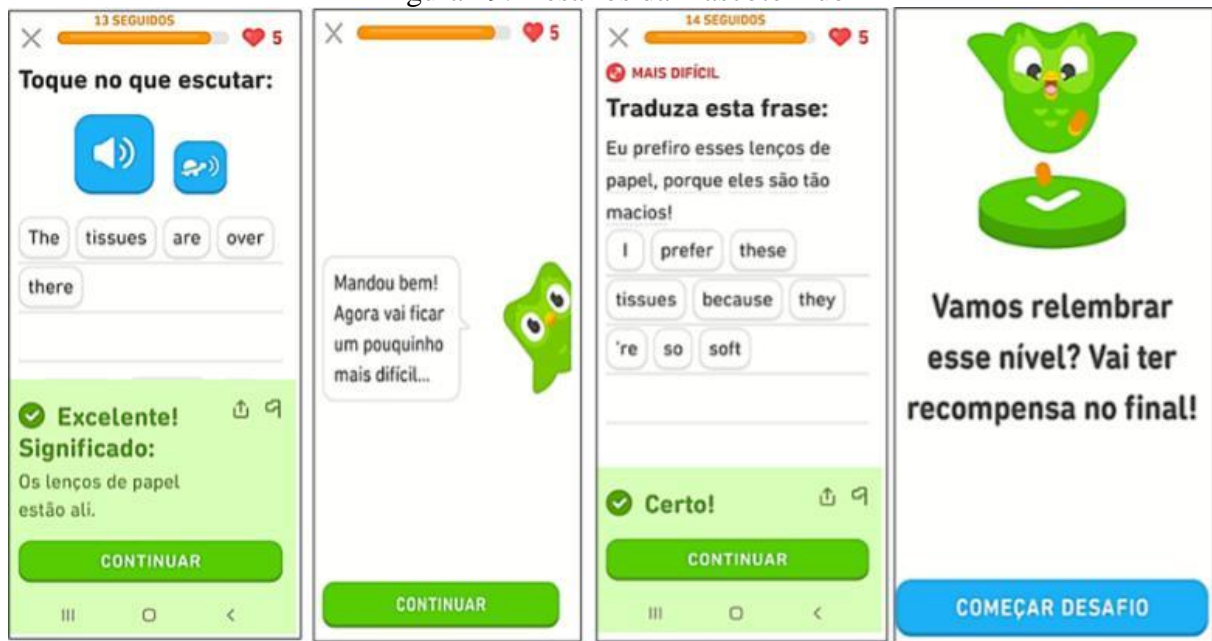 13 SEGUIDOS
5
Toque no que escutar:
The tissues are over
there
Excelente!
Significado:
Os lenços de papel
estão ali.
CONTINUAR
5
Mandou bem!
Agora vai ficar
um pouquinho
mais difícil...
CONTINUAR
14 SEGUIDOS
5
MAIS DIFÍCIL
Traduza esta frase:
Eu prefiro esses lenços de
papel, porque eles são tão
macios!
I prefer these
tissues because they
're so soft
Certo!
CONTINUAR
Vamos relembrar
esse nível? Vai ter
recompensa no final!
COMEÇAR DESAFIO